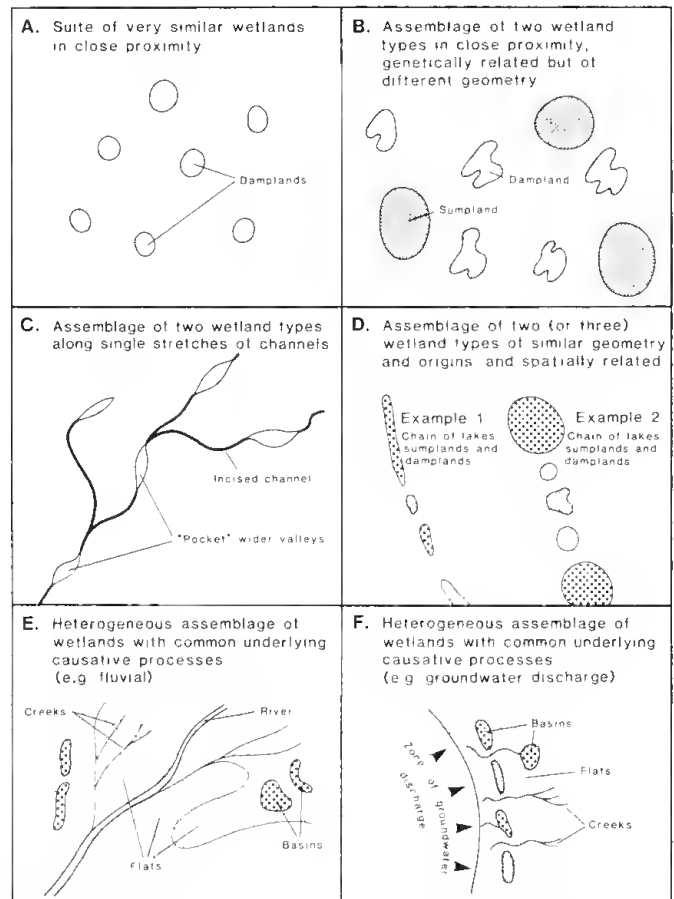 A. Suite of very similar wetlands
in close proximity
Damplands
B. Assemblage of two wetland
types in close proximity,
genetically related but of
different geometry
Dampland
Sumpland
C. Assemblage of two wetland types
along single stretches of channels
Incised channel
"Pocket" wider valleys
D. Assemblage of two (or three)
wetland types of similar geometry
and origins and spatially related
Example 1
Chain of lakes
sumplands and
damplands
Example 2
Chain of lakes
sumplands and
damplands
E. Heterogeneous assemblage of
wetlands with common underlying
causative processes
(e.g fluvial)
Creeks
River
Flats
Basins
F. Heterogeneous assemblage of
wetlands with common underlying
causative processes
(e g groundwater discharge)
Zone of groundwater
discharge
Basins
Flats
Creeks